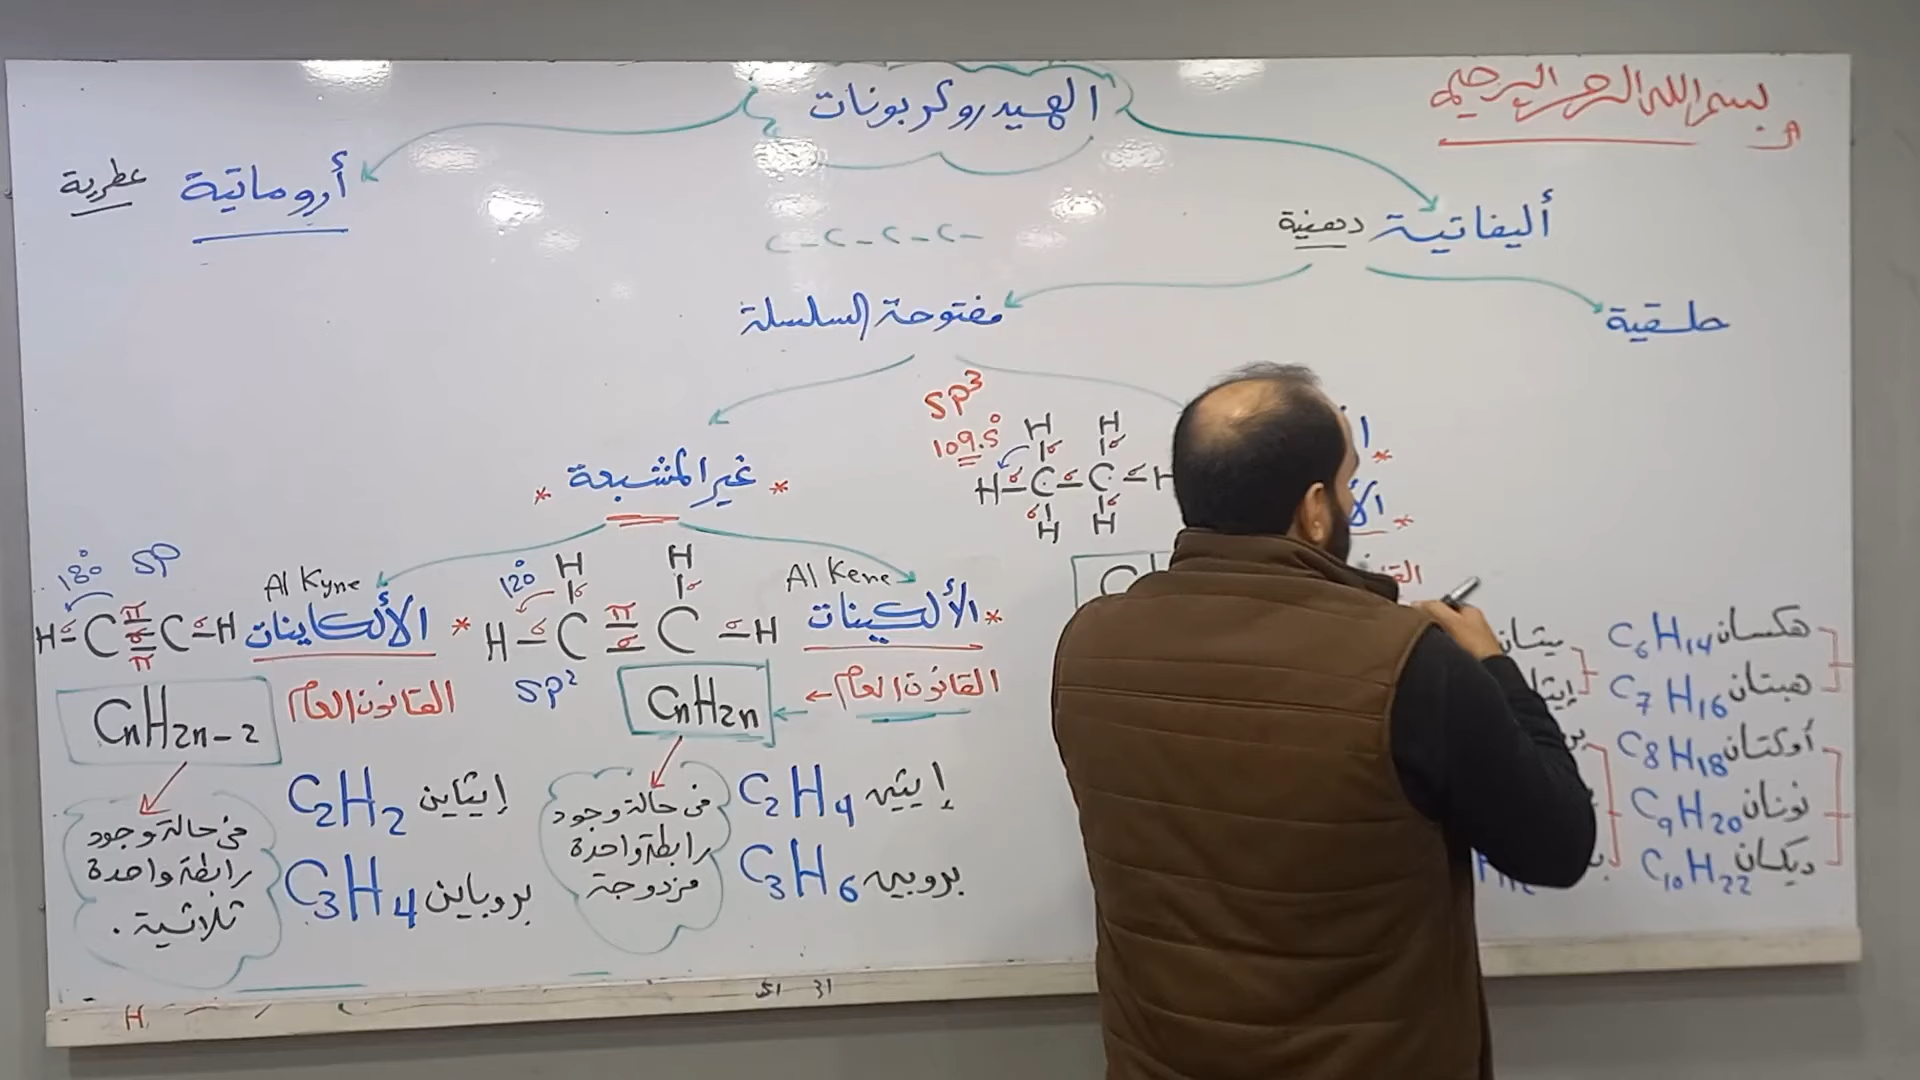 بسم الله الرحمن الرحيم
الهيدروكربونات
أليفاتية دهنية
أروماتية عطرية
C - C - C - C -
حلقية
مفتوحة السلسلة
غير المشبعة
* *
SP³
109.5°
H H
H - C - C - H
H H
σ σ σ σ σ σ σ
*
*
الألكينات *
Al Kene
120°
H H
H - C = C - H
σ σ π σ σ σ
SP²
القانون العام
CnH2n
فى حالة وجود
رابطة واحدة
مزدوجة
C2H4 إيثين
C3H6 بروبين
الألكاينات *
Al Kyne
180° SP
H - C ≡ C - H
σ π σ π σ
القانون العام
CnH2n-2
فى حالة وجود
رابطة واحدة
ثلاثية .
C2H2 إيثاين
C3H4 بروباين
ميثان
هكسان C6H14
هبتان C7H16
أوكتان C8H18
نونان C9H20
ديكان C10H22
H